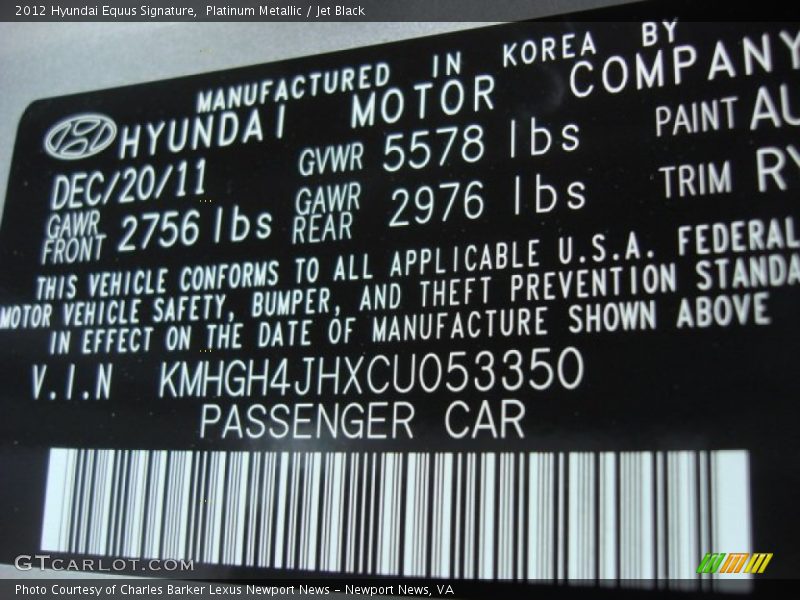 2012 Hyundai Equus Signature,  Platinum Metallic / Jet Black
MANUFACTURED IN KOREA BY
HYUNDAI MOTOR COMPANY
DEC/20/11 GVWR 5578 lbs PAINT AU
GAWR FRONT 2756 lbs GAWR REAR 2976 lbs TRIM RY
THIS VEHICLE CONFORMS TO ALL APPLICABLE U.S.A. FEDERAL
MOTOR VEHICLE SAFETY, BUMPER, AND THEFT PREVENTION STANDA
IN EFFECT ON THE DATE OF MANUFACTURE SHOWN ABOVE
V.I.N KMHGH4JHXCU053350
PASSENGER CAR
GTCARLOT.COM
Photo Courtesy of Charles Barker Lexus Newport News – Newport News, VA